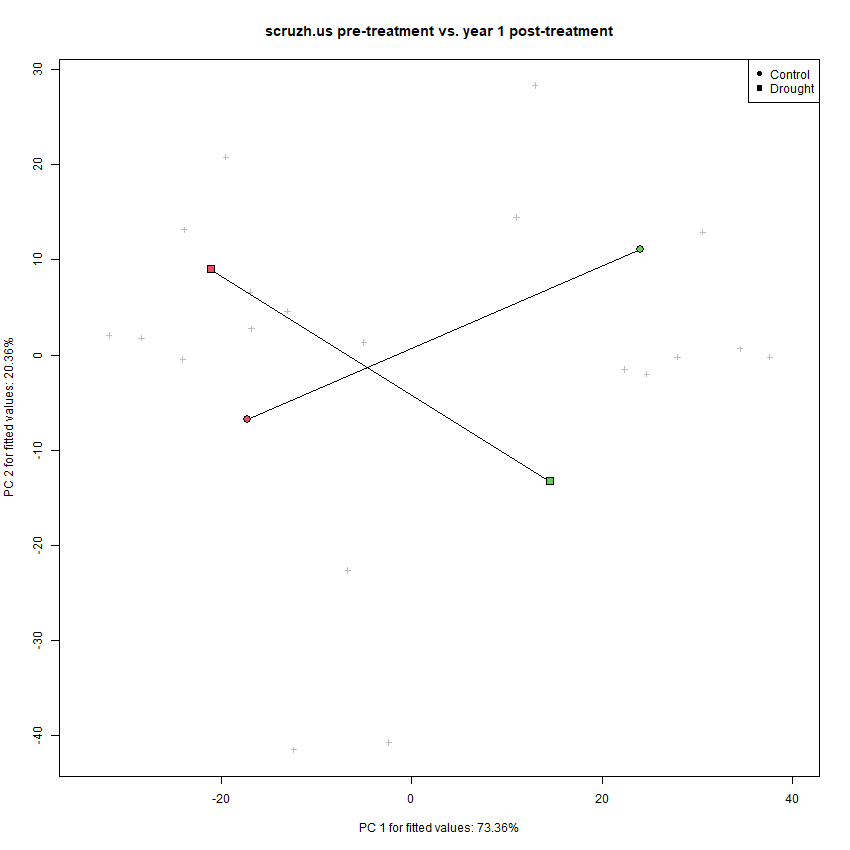 scruzh.us pre-treatment vs. year 1 post-treatment
Control
Drought
30
20
10
0
-10
-20
-30
-40
PC 2 for fitted values: 20.36%
-20
0
20
40
PC 1 for fitted values: 73.36%